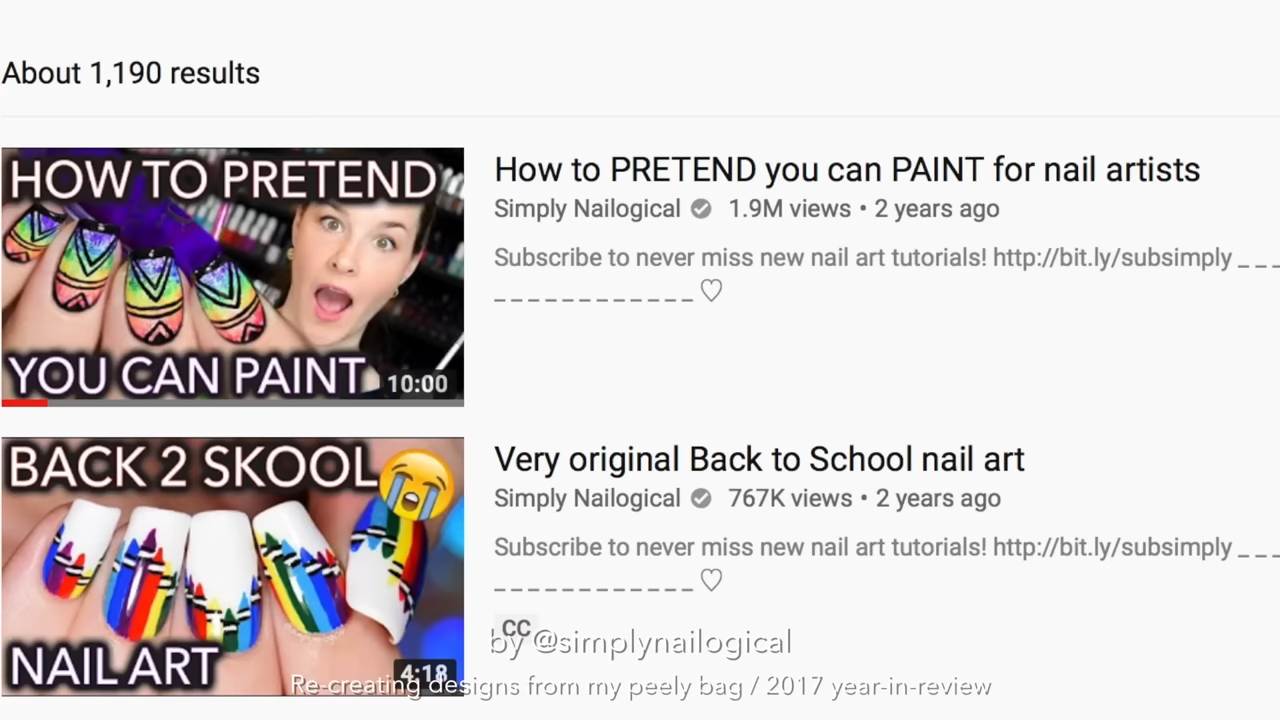 About 1,190 results
HOW TO PRETEND
YOU CAN PAINT
10:00
How to PRETEND you can PAINT for nail artists
Simply Nailogical 1.9M views • 2 years ago
Subscribe to never miss new nail art tutorials! http://bit.ly/subsimply _ _ _
_ _ _ _ _ _ _ _ _ _ _ _ ♡
BACK 2 SKOOL
NAIL ART
4:18
Very original Back to School nail art
Simply Nailogical 767K views • 2 years ago
Subscribe to never miss new nail art tutorials! http://bit.ly/subsimply _ _ _
_ _ _ _ _ _ _ _ _ _ _ _ ♡
CC
by @simplynailogical
Re-creating designs from my peely bag / 2017 year-in-review